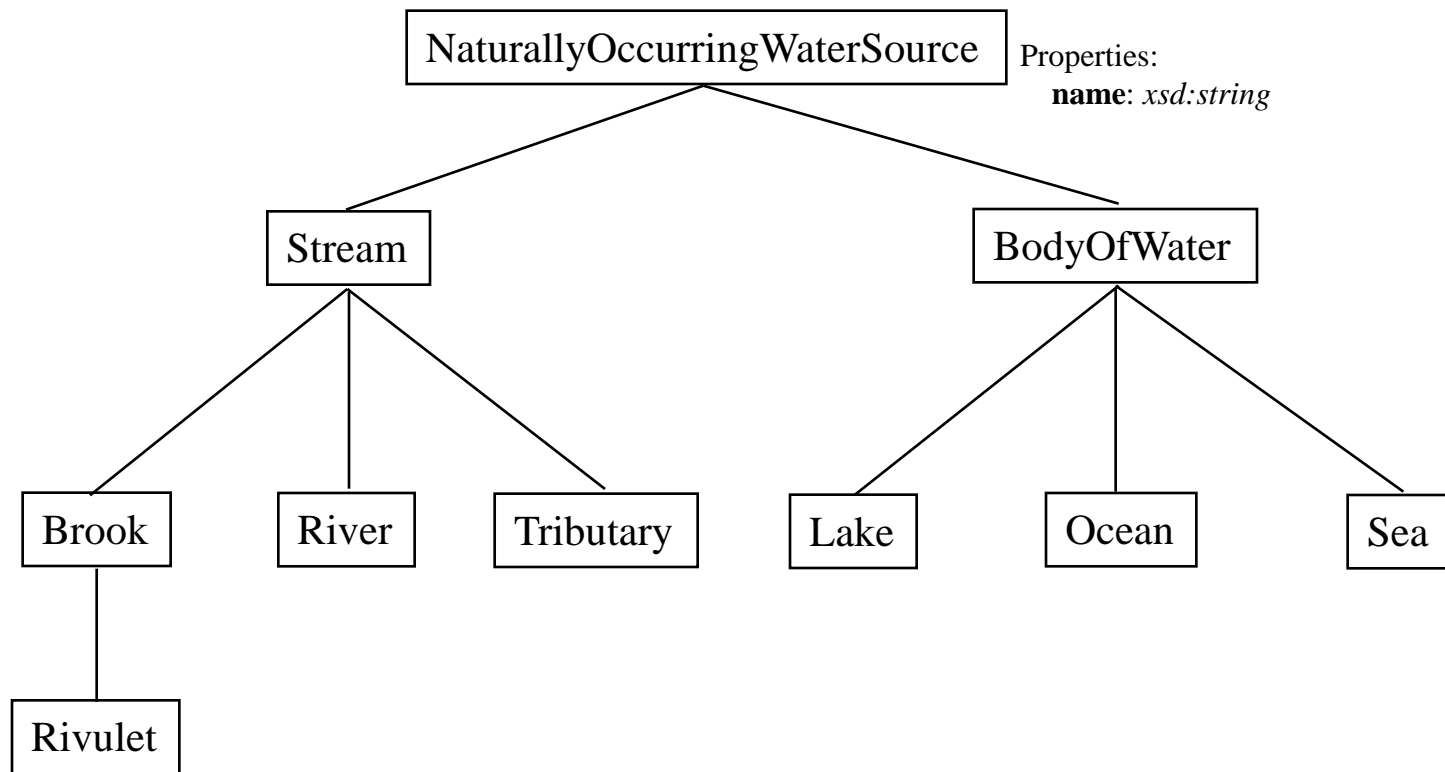 NaturallyOccurringWaterSource
Properties:
name: xsd:string
Stream
BodyOfWater
Brook
River
Tributary
Lake
Ocean
Sea
Rivulet